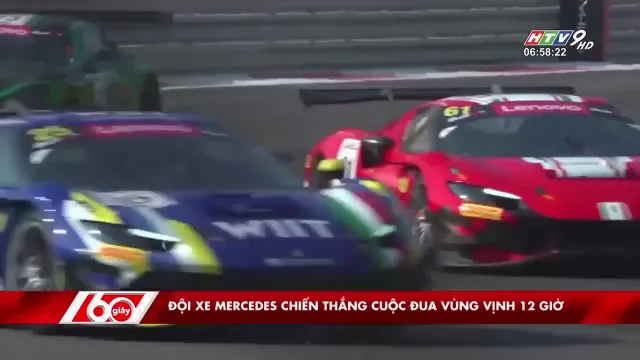 HTV9 HD
06:58:22
61
Lenovo
Lenovo
WIIT
60 giây
ĐỘI XE MERCEDES CHIẾN THẮNG CUỘC ĐUA VÙNG VỊNH 12 GIỜ